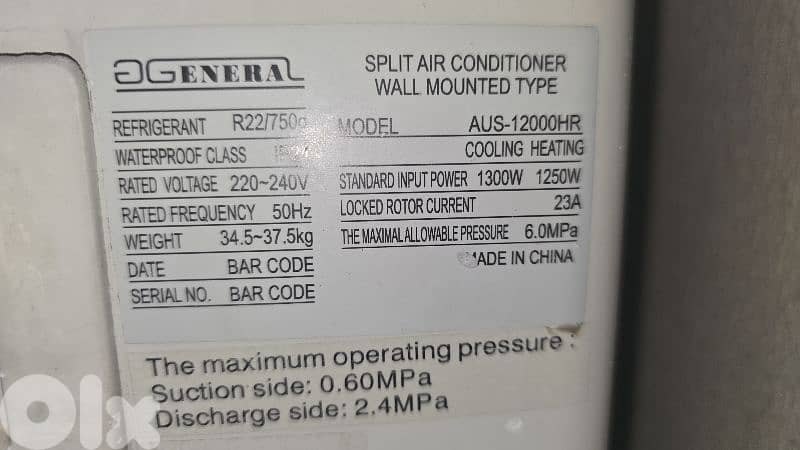 GENERAL
SPLIT AIR CONDITIONER
WALL MOUNTED TYPE
REFRIGERANT R22/750g
WATERPROOF CLASS
RATED VOLTAGE 220~240V
RATED FREQUENCY 50Hz
WEIGHT 34.5~37.5kg
DATE BAR CODE
SERIAL NO. BAR CODE
MODEL AUS-12000HR
COOLING HEATING
STANDARD INPUT POWER 1300W 1250W
LOCKED ROTOR CURRENT 23A
THE MAXIMAL ALLOWABLE PRESSURE 6.0MPa
MADE IN CHINA
The maximum operating pressure :
Suction side: 0.60MPa
Discharge side: 2.4MPa
OLX